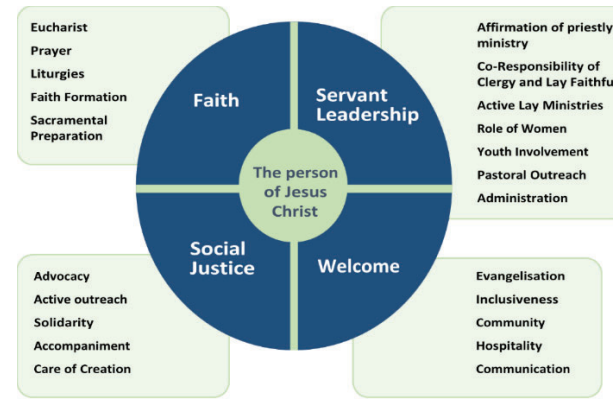 Eucharist
Prayer
Liturgies
Faith Formation
Sacramental
Preparation
Faith
Servant
Leadership
Affirmation of priestly
ministry
Co-Responsibility of
Clergy and Lay Faithfu
Active Lay Ministries
Role of Women
Youth Involvement
Pastoral Outreach
Administration
The person
of Jesus
Christ
Social
Justice
Welcome
Advocacy
Active outreach
Solidarity
Accompaniment
Care of Creation
Evangelisation
Inclusiveness
Community
Hospitality
Communication